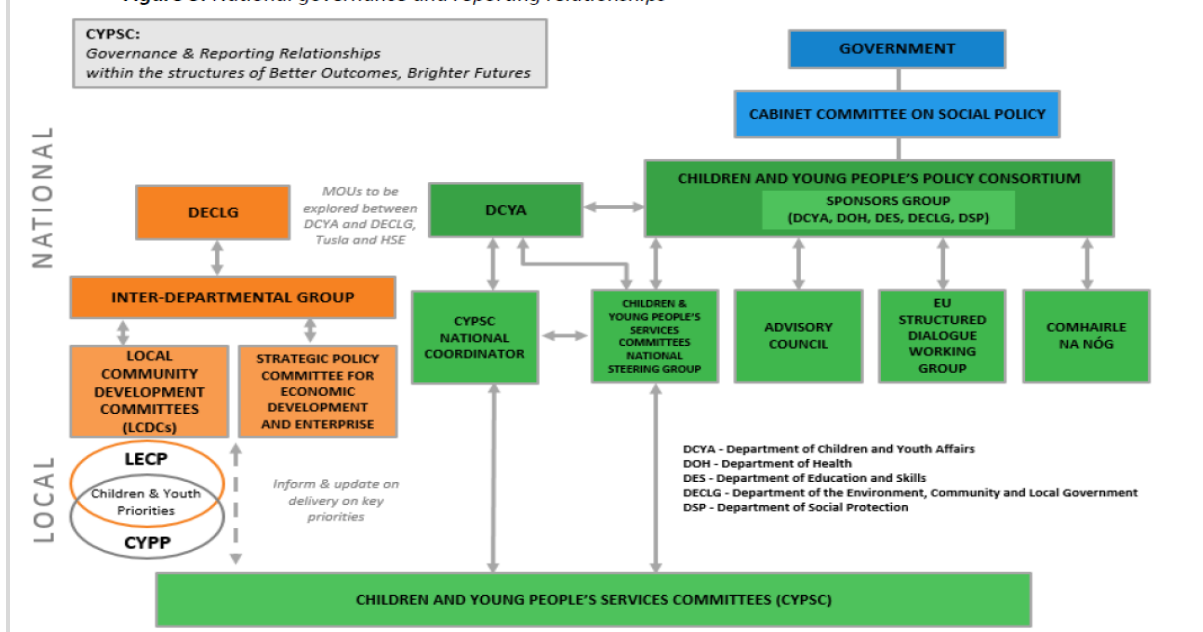 Figure 3: National governance and reporting relationships
CYPSC:
Governance & Reporting Relationships
within the structures of Better Outcomes, Brighter Futures
GOVERNMENT
CABINET COMMITTEE ON SOCIAL POLICY
NATIONAL
CHILDREN AND YOUNG PEOPLE'S POLICY CONSORTIUM
SPONSORS GROUP
(DCYA, DOH, DES, DECLG, DSP)
DECLG
MOUs to be
explored between
DCYA and DECLG,
Tusla and HSE
DCYA
INTER-DEPARTMENTAL GROUP
CYPSC
NATIONAL
COORDINATOR
CHILDREN &
YOUNG PEOPLE'S
SERVICES
COMMITTEES
NATIONAL
STEERING GROUP
ADVISORY
COUNCIL
EU
STRUCTURED
DIALOGUE
WORKING
GROUP
COMHAIRLE
NA NÓG
LOCAL
COMMUNITY
DEVELOPMENT
COMMITTEES
(LCDCs)
STRATEGIC POLICY
COMMITTEE FOR
ECONOMIC
DEVELOPMENT
AND ENTERPRISE
LOCAL
LECP
Children & Youth
Priorities
CYPP
Inform & update on
delivery on key
priorities
DCYA - Department of Children and Youth Affairs
DOH - Department of Health
DES - Department of Education and Skills
DECLG - Department of the Environment, Community and Local Government
DSP - Department of Social Protection
CHILDREN AND YOUNG PEOPLE'S SERVICES COMMITTEES (CYPSC)